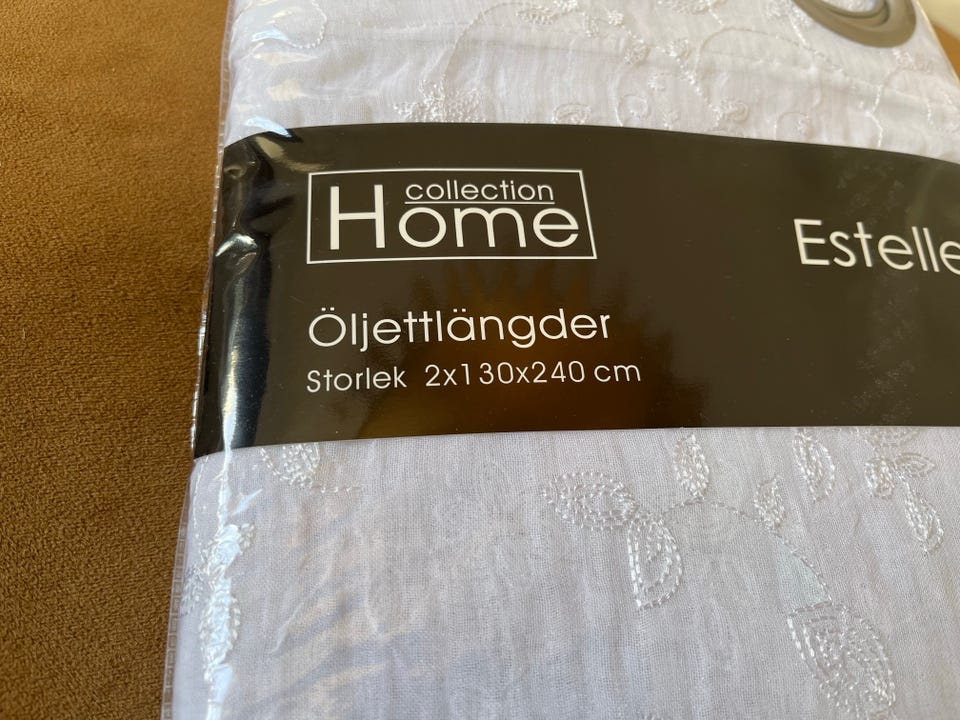 collection
Home
Estelle
Öljettlängder
Storlek 2x130x240 cm